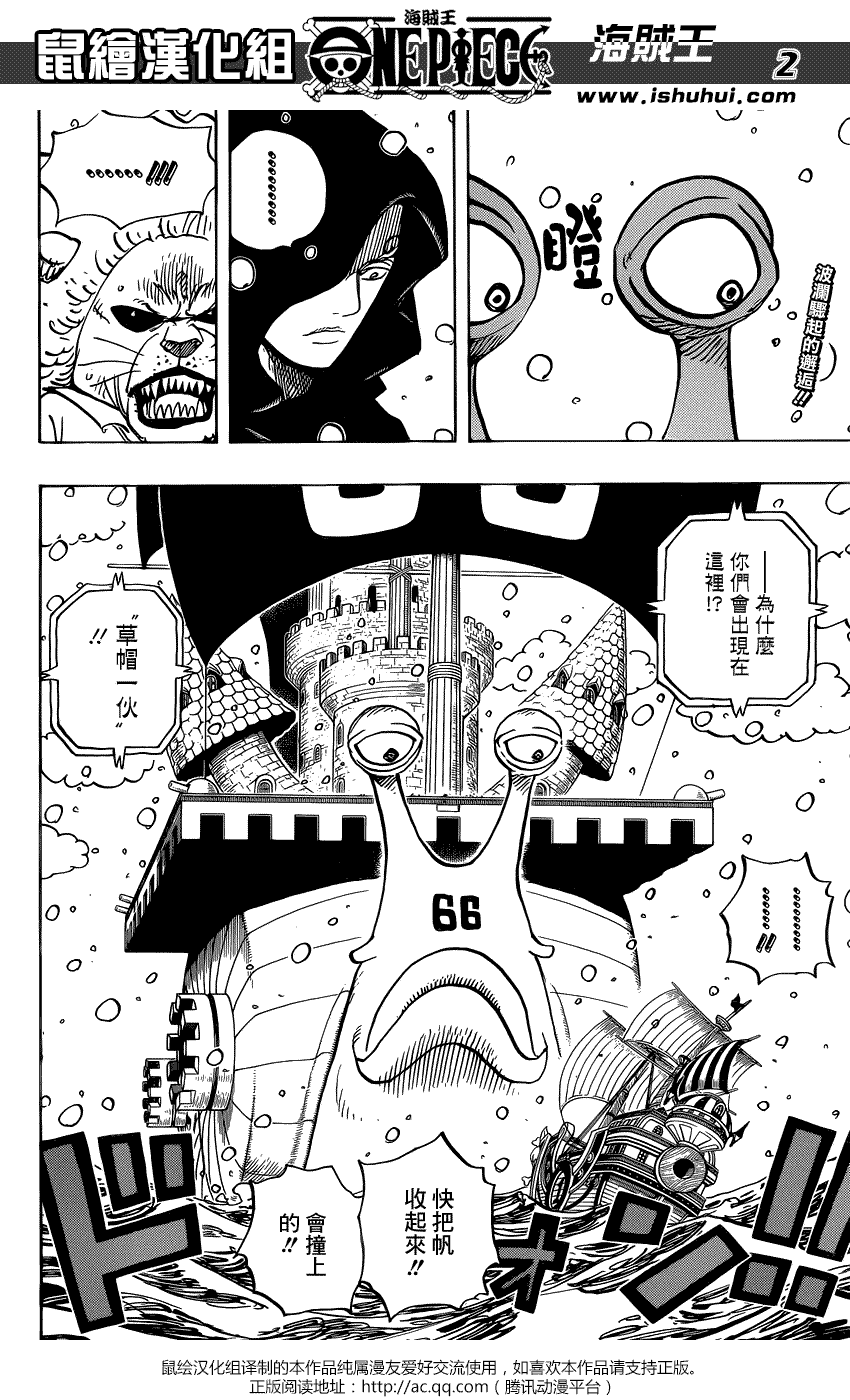 鼠繪漢化組
海賊王
ONE PIECE
海賊王
2
www.ishuhui.com
波瀾驟起的邂逅!!
瞪
………
……!!!
——為什麼
你們會出現在
這裡!?
"草帽一伙"
!!
………
……!!
快把帆
收起來!!
會撞上
的!!
66
ドォン!!
鼠绘汉化组译制的本作品纯属漫友爱好交流使用，如喜欢本作品请支持正版。
正版阅读地址：http://ac.qq.com（腾讯动漫平台）